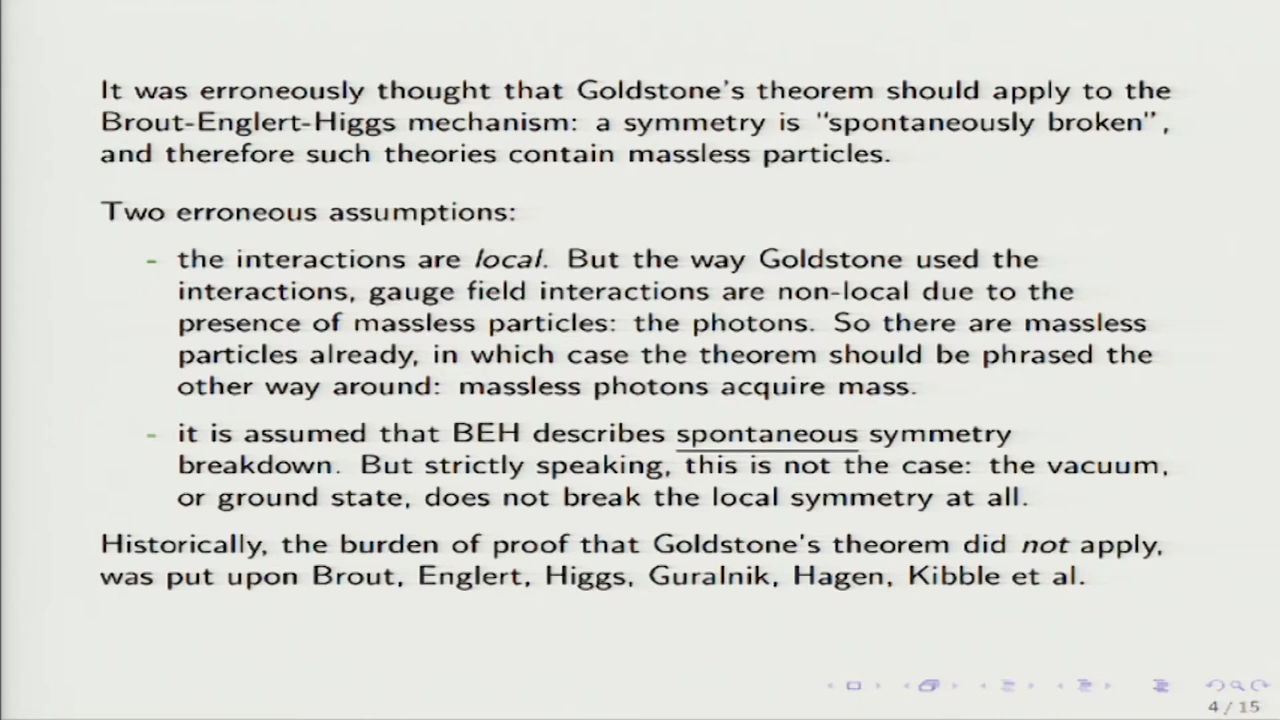 It was erroneously thought that Goldstone's theorem should apply to the
Brout-Englert-Higgs mechanism: a symmetry is "spontaneously broken",
and therefore such theories contain massless particles.
Two erroneous assumptions:
- the interactions are local. But the way Goldstone used the
interactions, gauge field interactions are non-local due to the
presence of massless particles: the photons. So there are massless
particles already, in which case the theorem should be phrased the
other way around: massless photons acquire mass.
- it is assumed that BEH describes spontaneous symmetry
breakdown. But strictly speaking, this is not the case: the vacuum,
or ground state, does not break the local symmetry at all.
Historically, the burden of proof that Goldstone's theorem did not apply,
was put upon Brout, Englert, Higgs, Guralnik, Hagen, Kibble et al.
4 / 15